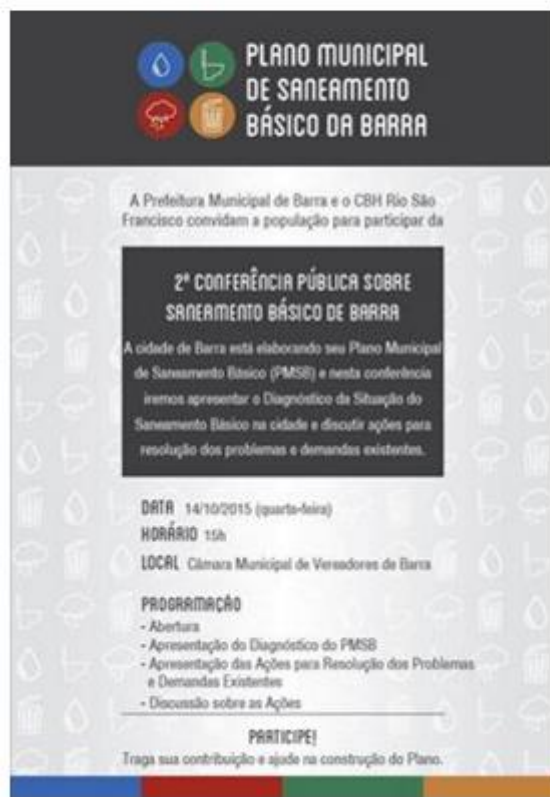 PLANO MUNICIPAL
DE SANEAMENTO
BÁSICO DA BARRA
A Prefeitura Municipal de Barra e o CBH Rio São
Francisco convidam a população para participar da
2ª CONFERÊNCIA PÚBLICA SOBRE
SANEAMENTO BÁSICO DE BARRA
A cidade de Barra está elaborando seu Plano Municipal
de Saneamento Básico (PMSB) e nesta conferência
iremos apresentar o Diagnóstico da Situação do
Saneamento Básico na cidade e discutir ações para
resolução dos problemas e demandas existentes.
DATA 14/10/2015 (quarta-feira)
HORÁRIO 15h
LOCAL Câmara Municipal de Vereadores de Barra
PROGRAMAÇÃO
- Abertura
- Apresentação do Diagnóstico do PMSB
- Apresentação das Ações para Resolução dos Problemas
e Demandas Existentes
- Discussão sobre as Ações
PARTICIPE!
Traga sua contribuição e ajude na construção do Plano.